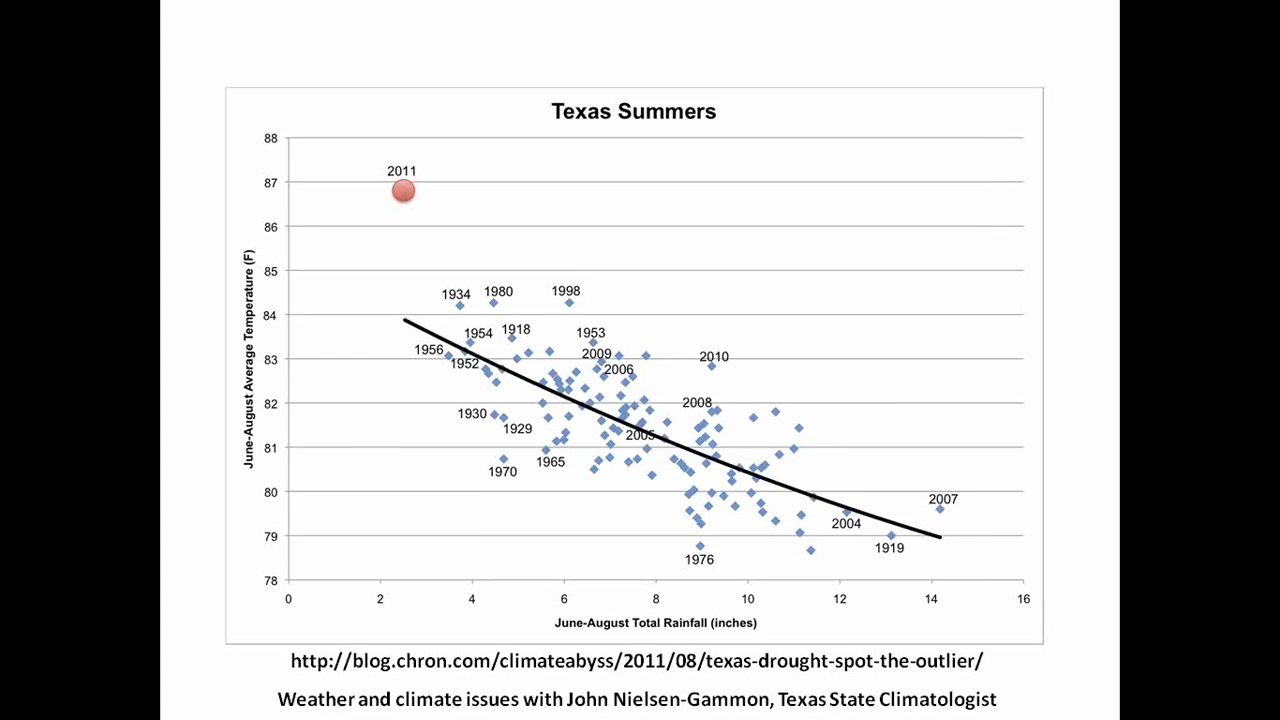 Texas Summers
88
2011
87
86
85
1934 1980 1998
84
1954 1918 1953
1956 2009
83
1952 2006 2010
82
1930 2008
1929 2005
81
1970 1965
80
2007
2004
79
1976 1919
78
0 2 4 6 8 10 12 14 16
June-August Average Temperature (F)
June-August Total Rainfall (inches)
http://blog.chron.com/climateabyss/2011/08/texas-drought-spot-the-outlier/
Weather and climate issues with John Nielsen-Gammon, Texas State Climatologist